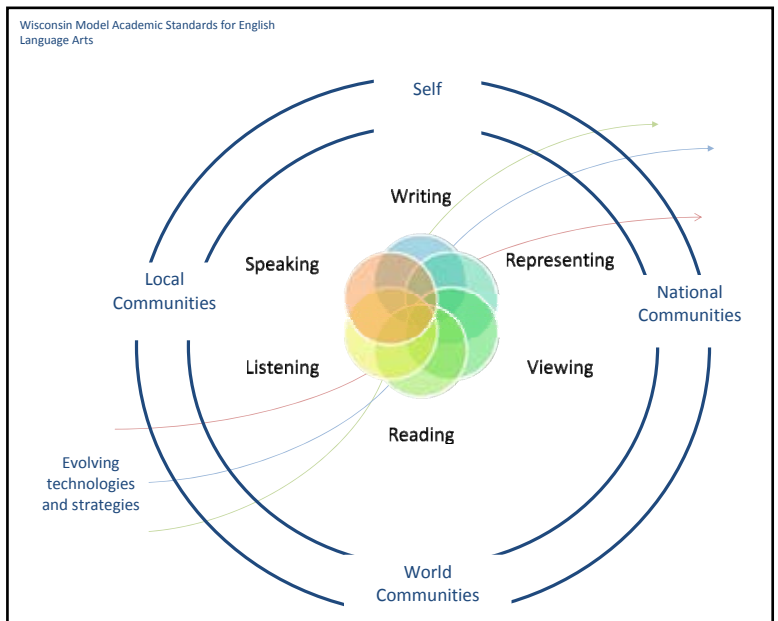 Wisconsin Model Academic Standards for English
Language Arts
Self
Writing
Speaking
Representing
Local
Communities
National
Communities
Listening
Viewing
Reading
Evolving
technologies
and strategies
World
Communities